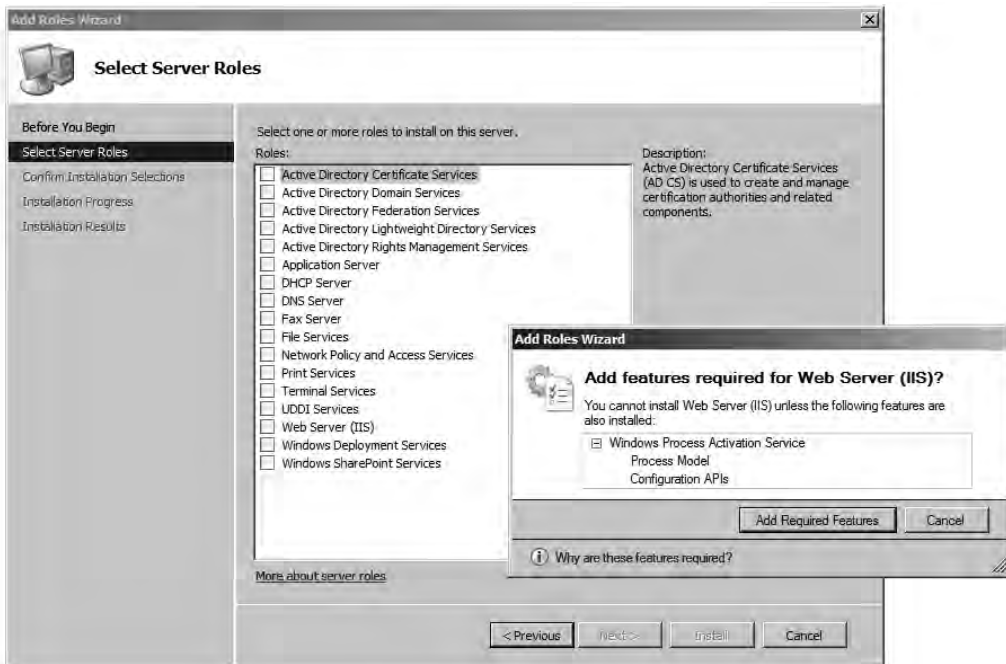 Add Roles Wizard
Select Server Roles
Before You Begin
Select Server Roles
Confirm Installation Selections
Installation Progress
Installation Results
Select one or more roles to install on this server.
Roles:
Active Directory Certificate Services
Active Directory Domain Services
Active Directory Federation Services
Active Directory Lightweight Directory Services
Active Directory Rights Management Services
Application Server
DHCP Server
DNS Server
Fax Server
File Services
Network Policy and Access Services
Print Services
Terminal Services
UDDI Services
Web Server (IIS)
Windows Deployment Services
Windows SharePoint Services
More about server roles
Description:
Active Directory Certificate Services
(AD CS) is used to create and manage
certification authorities and related
components.
Add Roles Wizard
Add features required for Web Server (IIS)?
You cannot install Web Server (IIS) unless the following features are
also installed:
Windows Process Activation Service
Process Model
Configuration APIs
Add Required Features
Cancel
Why are these features required?
< Previous
Next >
Install
Cancel